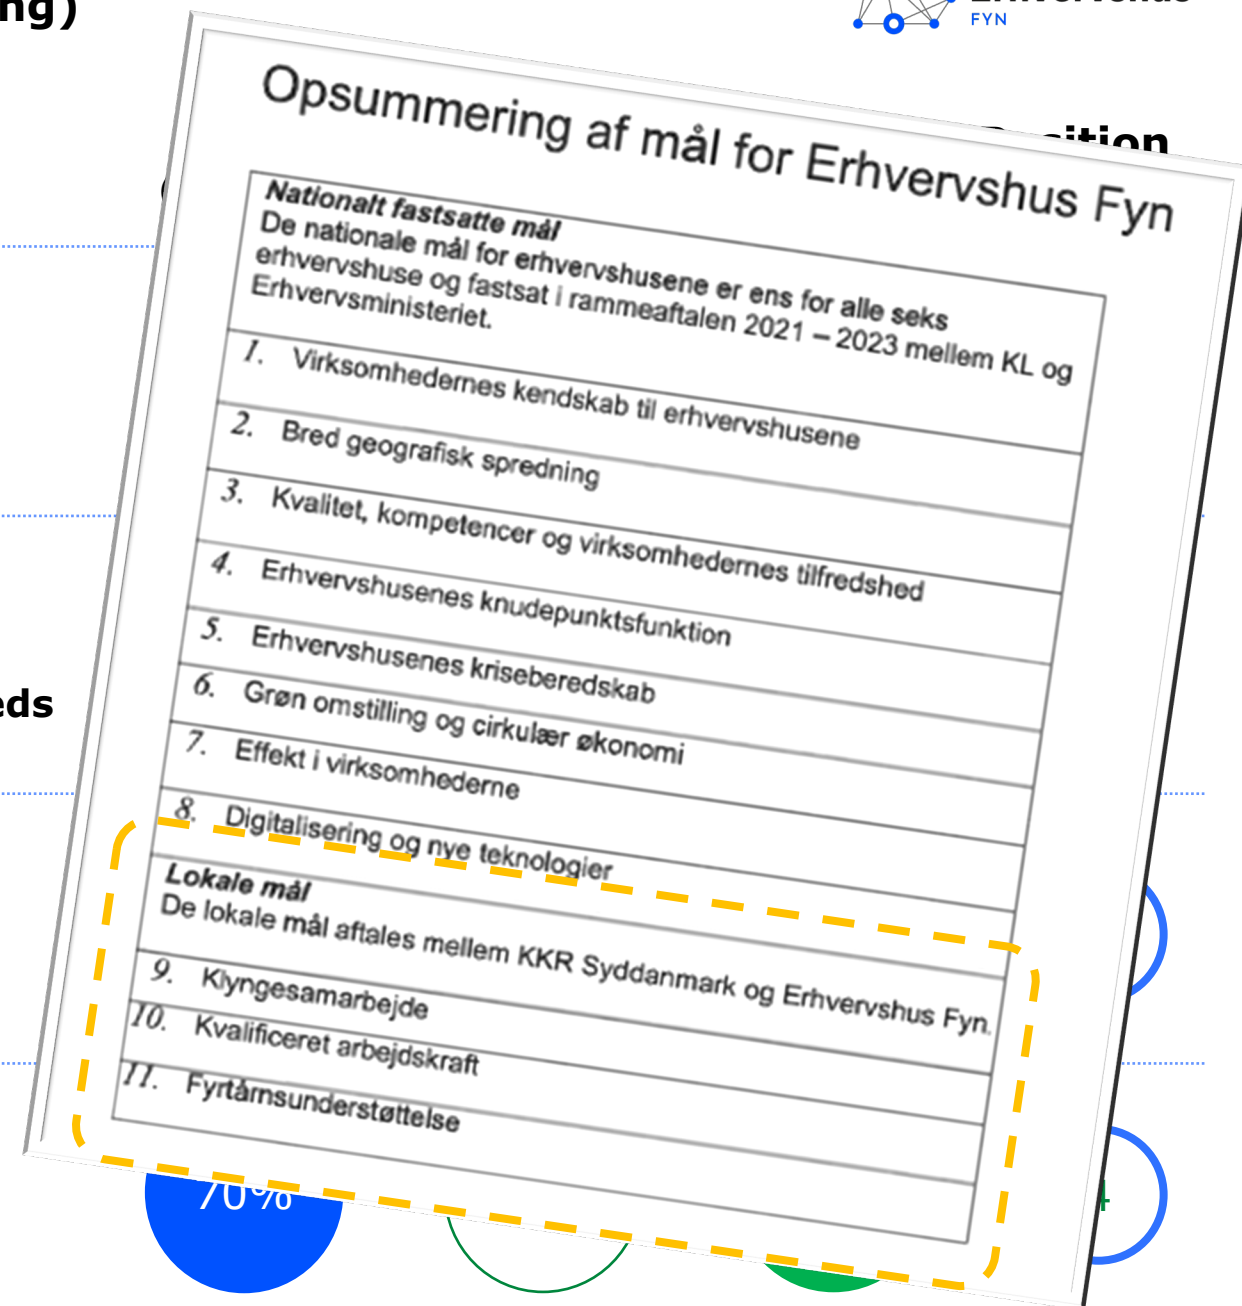 ng)
FYN
Opsummering af mål for Erhvervshus Fyn
Nationalt fastsatte mål
De nationale mål for erhvervshusene er ens for alle seks
erhvervshuse og fastsat i rammeaftalen 2021 – 2023 mellem KL og
Erhvervsministeriet.
1. Virksomhedernes kendskab til erhvervshusene
2. Bred geografisk spredning
3. Kvalitet, kompetencer og virksomhedernes tilfredshed
4. Erhvervshusenes knudepunktsfunktion
5. Erhvervshusenes kriseberedskab
eds
6. Grøn omstilling og cirkulær økonomi
7. Effekt i virksomhederne
8. Digitalisering og nye teknologier
Lokale mål
De lokale mål aftales mellem KKR Syddanmark og Erhvervshus Fyn.
9. Klyngesamarbejde
10. Kvalificeret arbejdskraft
11. Fyrtårnsunderstøttelse
70%